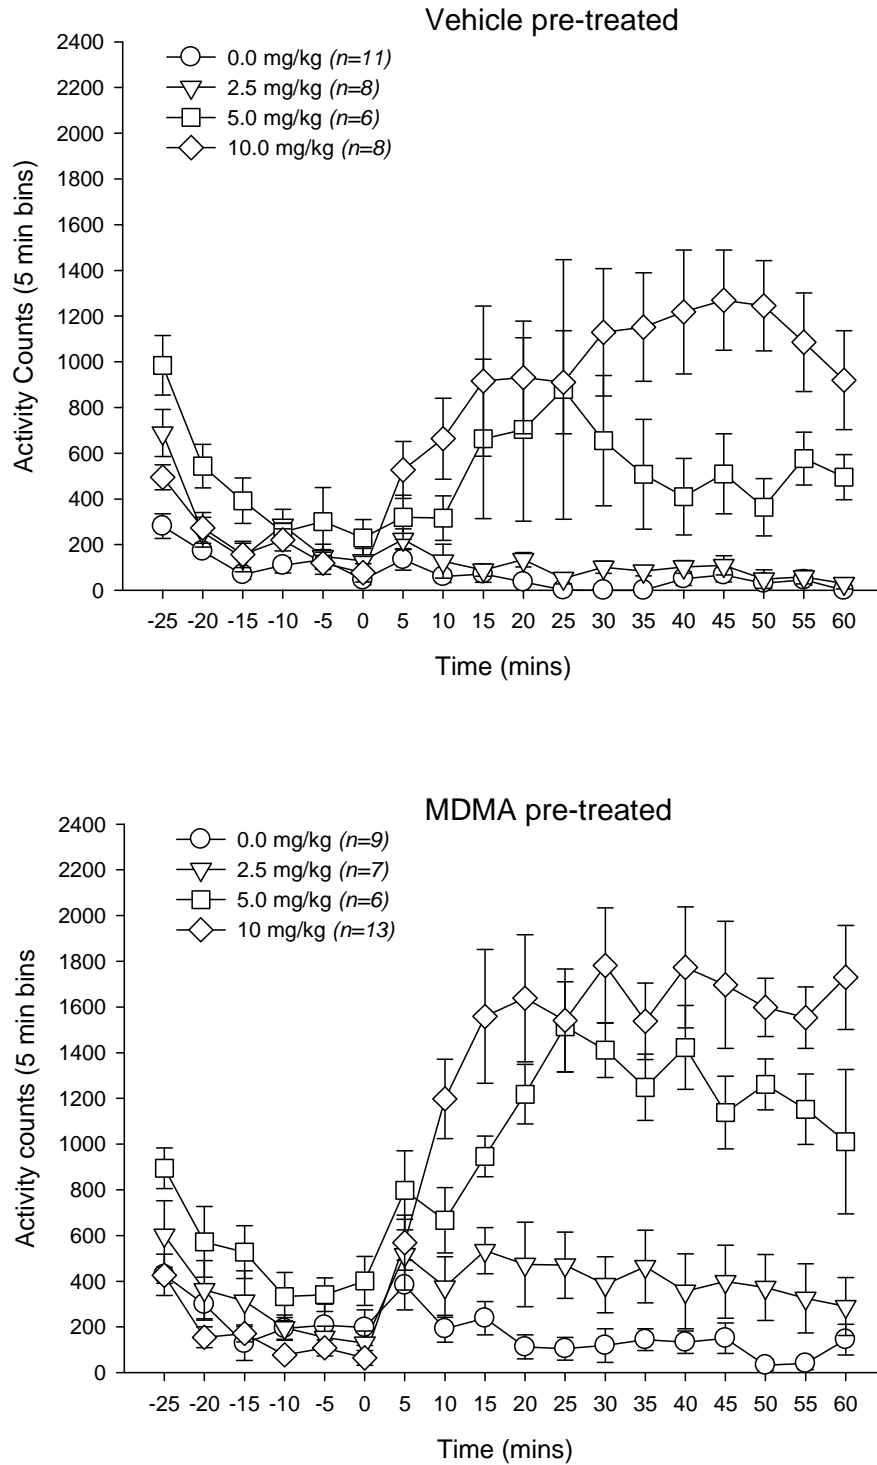 Vehicle pre-treated
2400
2200
2000
1800
1600
1400
1200
1000
800
600
400
200
0
Activity Counts (5 min bins)
0.0 mg/kg (n=11)
2.5 mg/kg (n=8)
5.0 mg/kg (n=6)
10.0 mg/kg (n=8)
-25 -20 -15 -10 -5 0 5 10 15 20 25 30 35 40 45 50 55 60
Time (mins)
MDMA pre-treated
2400
2200
2000
1800
1600
1400
1200
1000
800
600
400
200
0
Activity counts (5 min bins
0.0 mg/kg (n=9)
2.5 mg/kg (n=7)
5.0 mg/kg (n=6)
10 mg/kg (n=13)
-25 -20 -15 -10 -5 0 5 10 15 20 25 30 35 40 45 50 55 60
Time (mins)